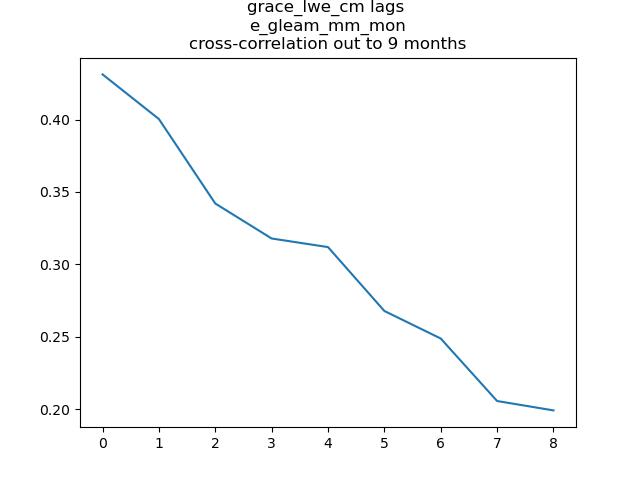 grace_lwe_cm lags
e_gleam_mm_mon
cross-correlation out to 9 months
0.40
0.35
0.30
0.25
0.20
0 1 2 3 4 5 6 7 8